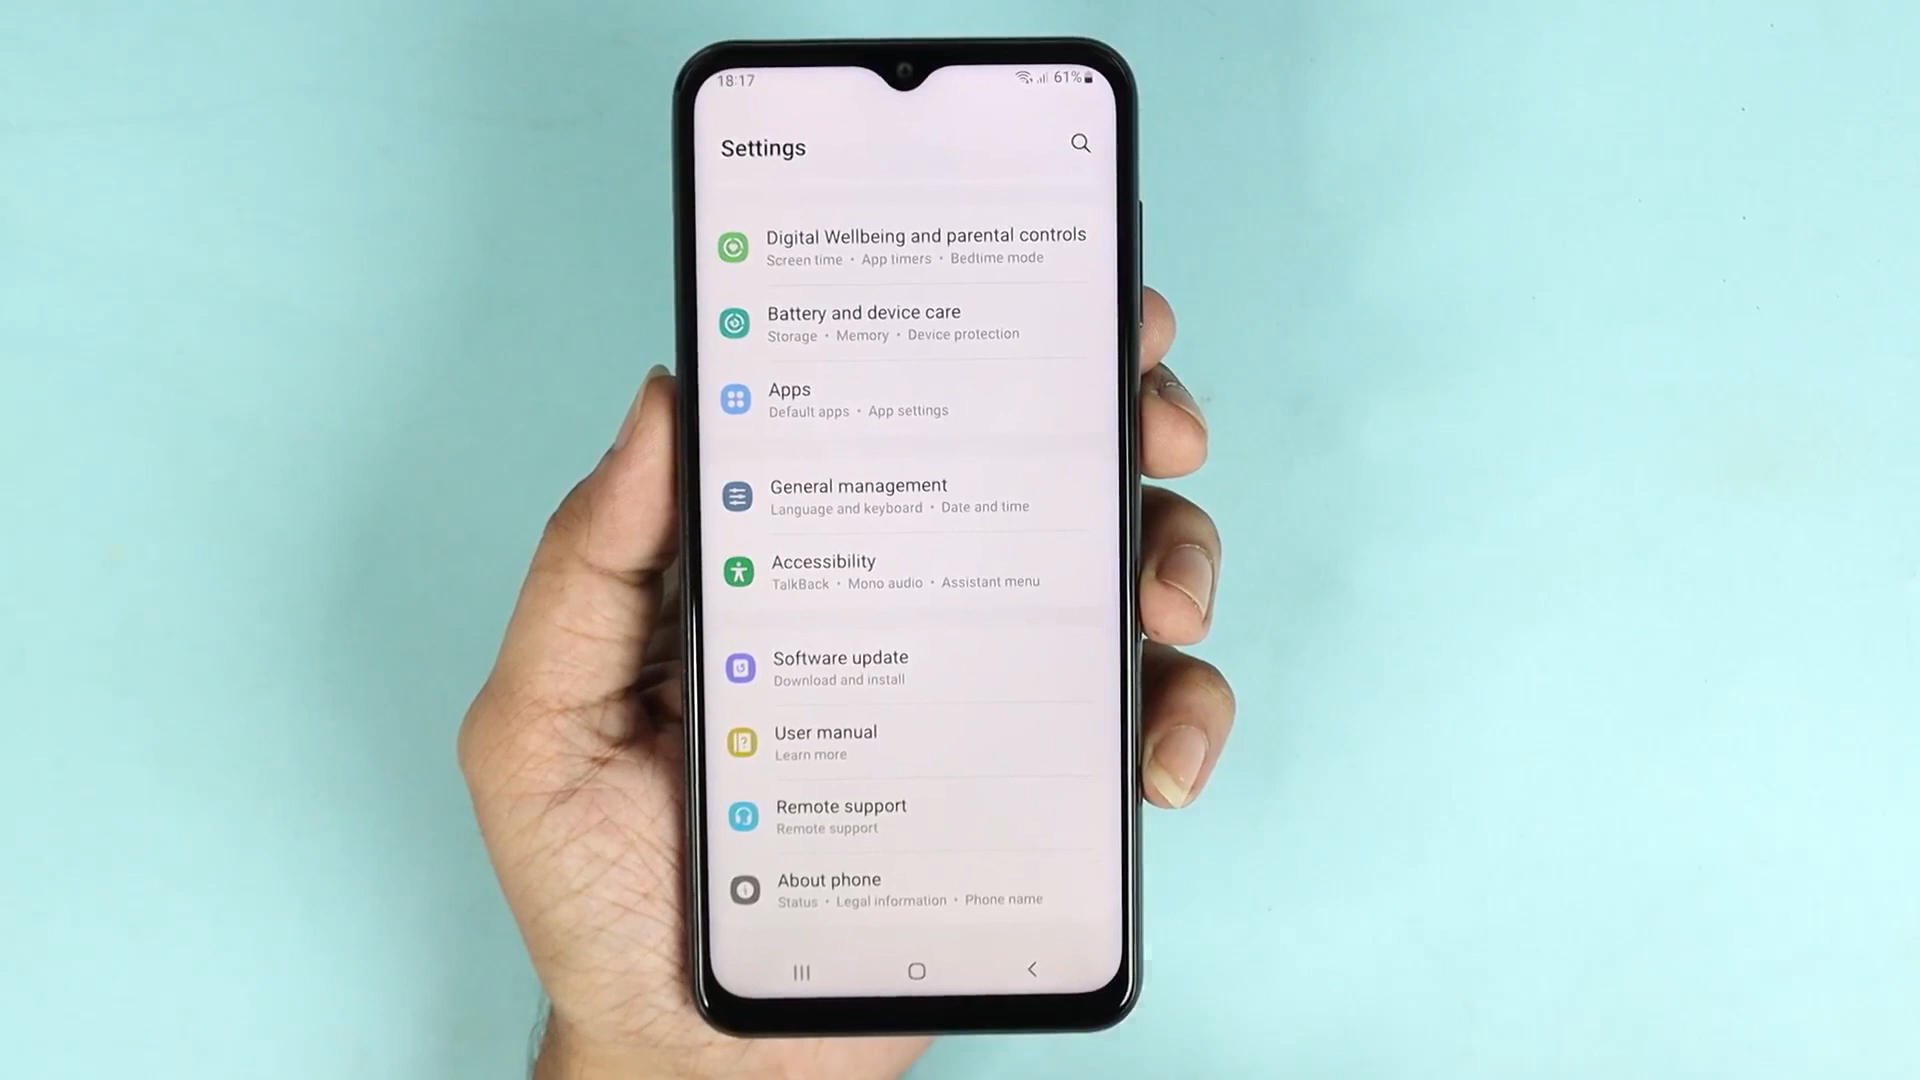 18:17
61%
Settings
Digital Wellbeing and parental controls
Screen time • App timers • Bedtime mode
Battery and device care
Storage • Memory • Device protection
Apps
Default apps • App settings
General management
Language and keyboard • Date and time
Accessibility
TalkBack • Mono audio • Assistant menu
Software update
Download and install
User manual
Learn more
Remote support
Remote support
About phone
Status • Legal information • Phone name